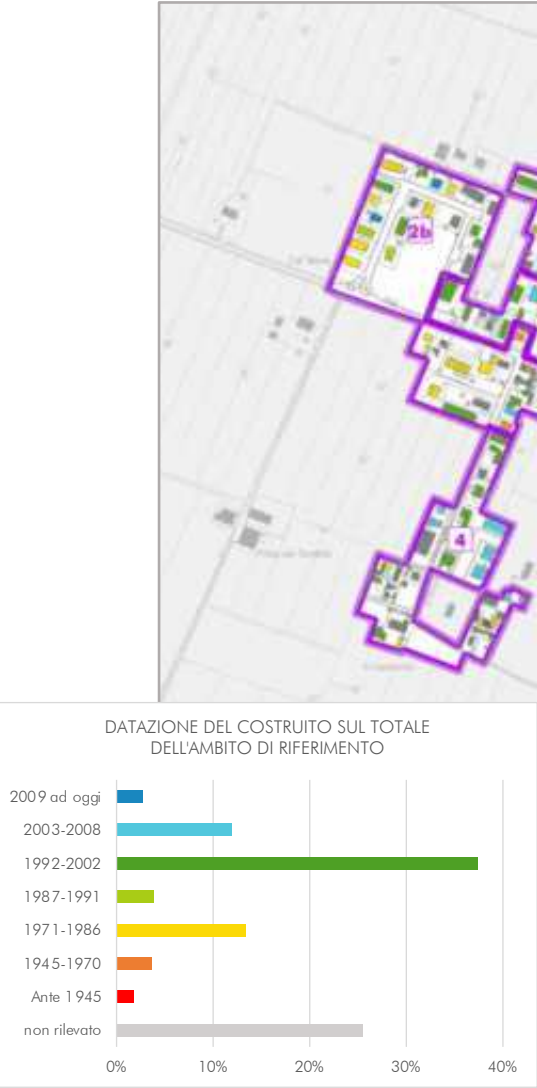 2b
4
DATAZIONE DEL COSTRUITO SUL TOTALE
DELL'AMBITO DI RIFERIMENTO
2009 ad oggi
2003-2008
1992-2002
1987-1991
1971-1986
1945-1970
Ante 1945
non rilevato
0% 10% 20% 30% 40%